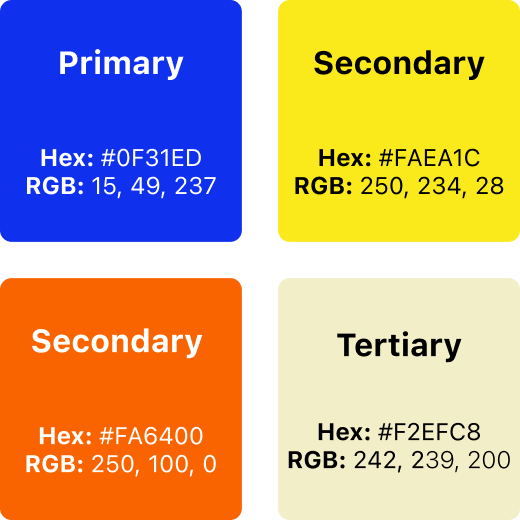 Primary
Hex: #0F31ED
RGB: 15, 49, 237
Secondary
Hex: #FAEA1C
RGB: 250, 234, 28
Secondary
Hex: #FA6400
RGB: 250, 100, 0
Tertiary
Hex: #F2EFC8
RGB: 242, 239, 200